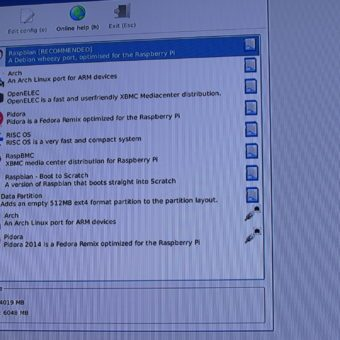 Edit config (e) Online help (h) Exit (Esc)
Raspbian [RECOMMENDED]
A Debian wheezy port, optimised for the Raspberry Pi
Arch
An Arch Linux port for ARM devices
OpenELEC
OpenELEC is a fast and userfriendly XBMC Mediacenter distribution.
Pidora
Pidora is a Fedora Remix optimized for the Raspberry Pi
RISC OS
RISC OS is a very fast and compact system
RaspBMC
XBMC media center distribution for Raspberry Pi
Raspbian - Boot to Scratch
A version of Raspbian that boots straight into Scratch
Data Partition
Adds an empty 512MB ext4 format partition to the partition layout.
Arch
An Arch Linux port for ARM devices
Pidora
Pidora 2014 is a Fedora Remix optimized for the Raspberry Pi
4019 MB
: 6048 MB